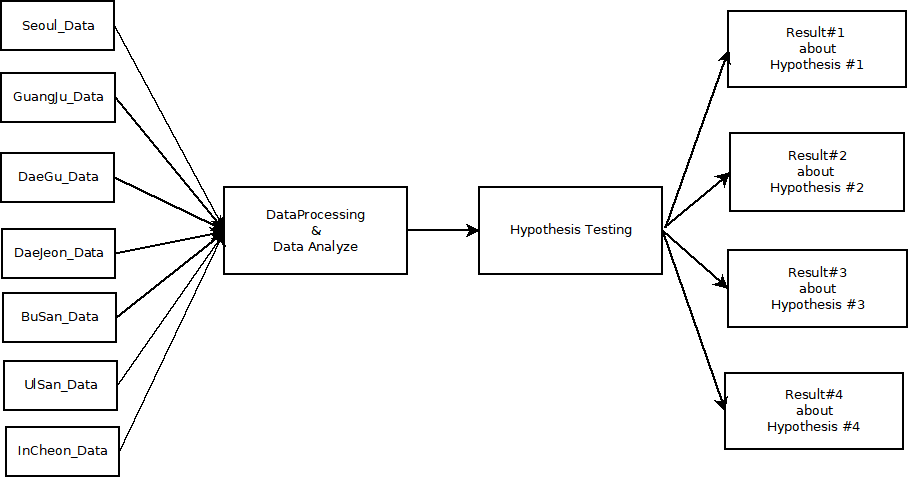 Seoul_Data
GuangJu_Data
DaeGu_Data
DaeJeon_Data
BuSan_Data
UlSan_Data
InCheon_Data
DataProcessing
&
Data Analyze
Hypothesis Testing
Result#1
about
Hypothesis #1
Result#2
about
Hypothesis #2
Result#3
about
Hypothesis #3
Result#4
about
Hypothesis #4